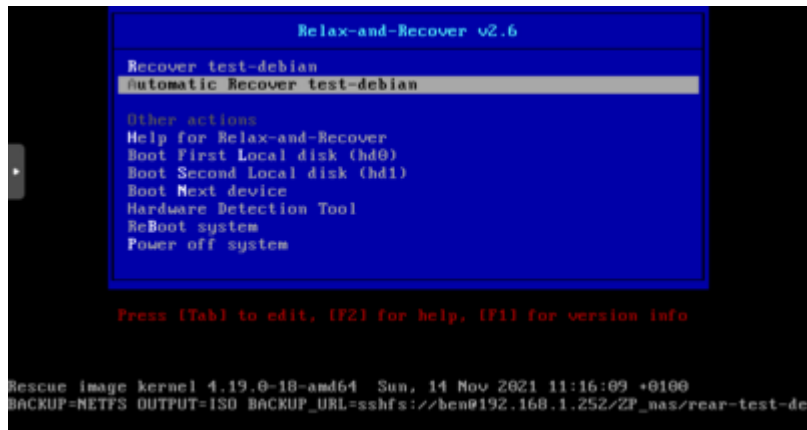 Relax-and-Recover v2.6
Recover test-debian
Automatic Recover test-debian
Other actions
Help for Relax-and-Recover
Boot First Local disk (hd0)
Boot Second Local disk (hd1)
Boot Next device
Hardware Detection Tool
ReBoot system
Power off system
Press [Tab] to edit, [F2] for help, [F1] for version info
Rescue image kernel 4.19.0-18-amd64 Sun, 14 Nov 2021 11:16:09 +0100
BACKUP=NETFS OUTPUT=ISO BACKUP_URL=sshfs://ben@192.168.1.252/ZP_nas/rear-test-de